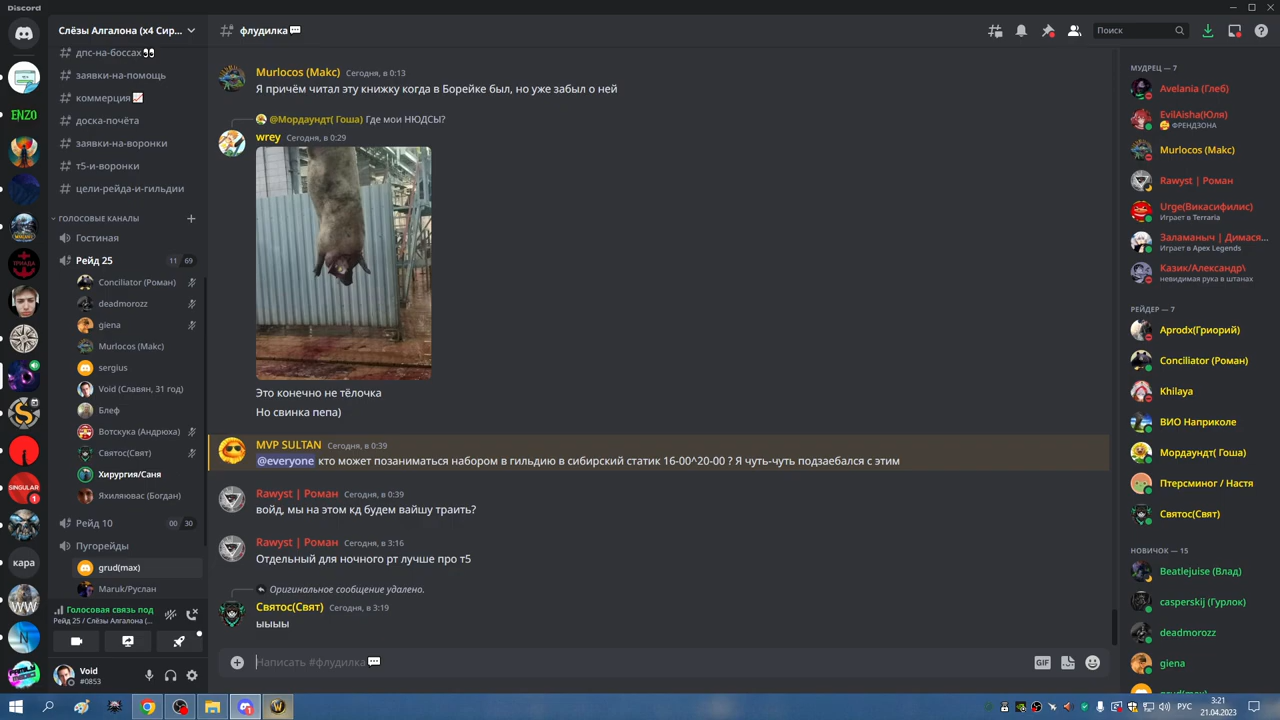 Discord
Слёзы Алгалона (x4 Сир...
дпс-на-боссах
заявки-на-помощь
коммерция
доска-почёта
заявки-на-воронки
т5-и-воронки
цели-рейда-и-гильдии
ГОЛОСОВЫЕ КАНАЛЫ
Гостиная
Рейд 25
11 69
Conciliator (Роман)
deadmorozz
giena
Murlocos (Макс)
sergius
Void (Славян, 31 год)
Блеф
Вотскука (Андрюха)
Святос(Свят)
Хирургия/Саня
Яхиляювас (Богдан)
Рейд 10
00 30
Пугорейды
grud(max)
Maruk/Руслан
Голосовая связь под
Рейд 25 / Слёзы Алгалона (...
Void
#0853
ENZO
ТРИАДА
SINGULAR
1
кара
WW
N
флудилка
Поиск
Murlocos (Макс) Сегодня, в 0:13
Я причём читал эту книжку когда в Борейке был, но уже забыл о ней
@Мордаундт( Гоша) Где мои НЮДСЫ?
wrey Сегодня, в 0:29
Это конечно не тёлочка
Но свинка пепа)
MVP SULTAN Сегодня, в 0:39
@everyone кто может позаниматься набором в гильдию в сибирский статик 16-00^20-00 ? Я чуть-чуть подзаебался с этим
Rawyst | Роман Сегодня, в 0:39
войд, мы на этом кд будем вайшу траить?
Rawyst | Роман Сегодня, в 3:16
Отдельный для ночного рт лучше про т5
Оригинальное сообщение удалено.
Святос(Свят) Сегодня, в 3:19
ыыыы
Написать #флудилка
GIF
МУДРЕЦ — 7
Avelania (Глеб)
EvilAisha(Юля)
ФРЕНДЗОНА
Murlocos (Макс)
Rawyst | Роман
Urge(Викасифилис)
Играет в Terraria
Заламаныч | Димася...
Играет в Apex Legends
Казик/Александр\
невидимая рука в штанах
РЕЙДЕР — 7
Aprodx(Гриорий)
Conciliator (Роман)
Khilaya
ВИО Наприколе
Мордаундт( Гоша)
Птерсминог / Настя
Святос(Свят)
НОВИЧОК — 15
Beatlejuise (Влад)
casperskij (Гурлок)
deadmorozz
giena
grud(max)
РУС
3:21
21.04.2023